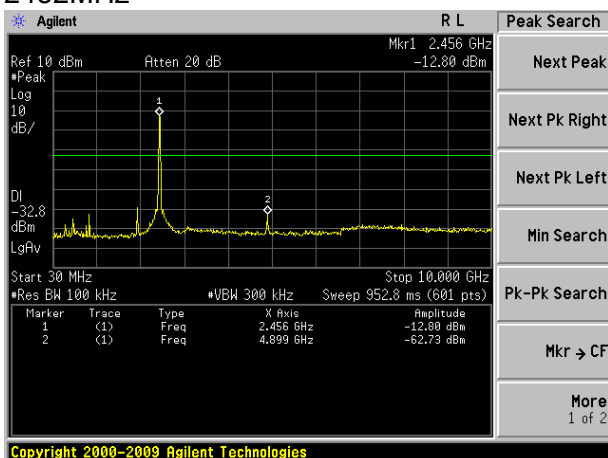 Agilent
R L
Peak Search
Mkr1 2.456 GHz
Ref 10 dBm
Atten 20 dB
-12.80 dBm
Next Peak
#Peak
Log
10
dB/
1
Next Pk Right
Next Pk Left
DI
-32.8
dBm
2
LgAv
Min Search
Start 30 MHz
Stop 10.000 GHz
#Res BW 100 kHz
#VBW 300 kHz
Sweep 952.8 ms (601 pts)
Pk-Pk Search
Marker Trace Type X Axis Amplitude
1 (1) Freq 2.456 GHz -12.80 dBm
2 (1) Freq 4.899 GHz -62.73 dBm
Mkr → CF
More
1 of 2
Copyright 2000-2009 Agilent Technologies